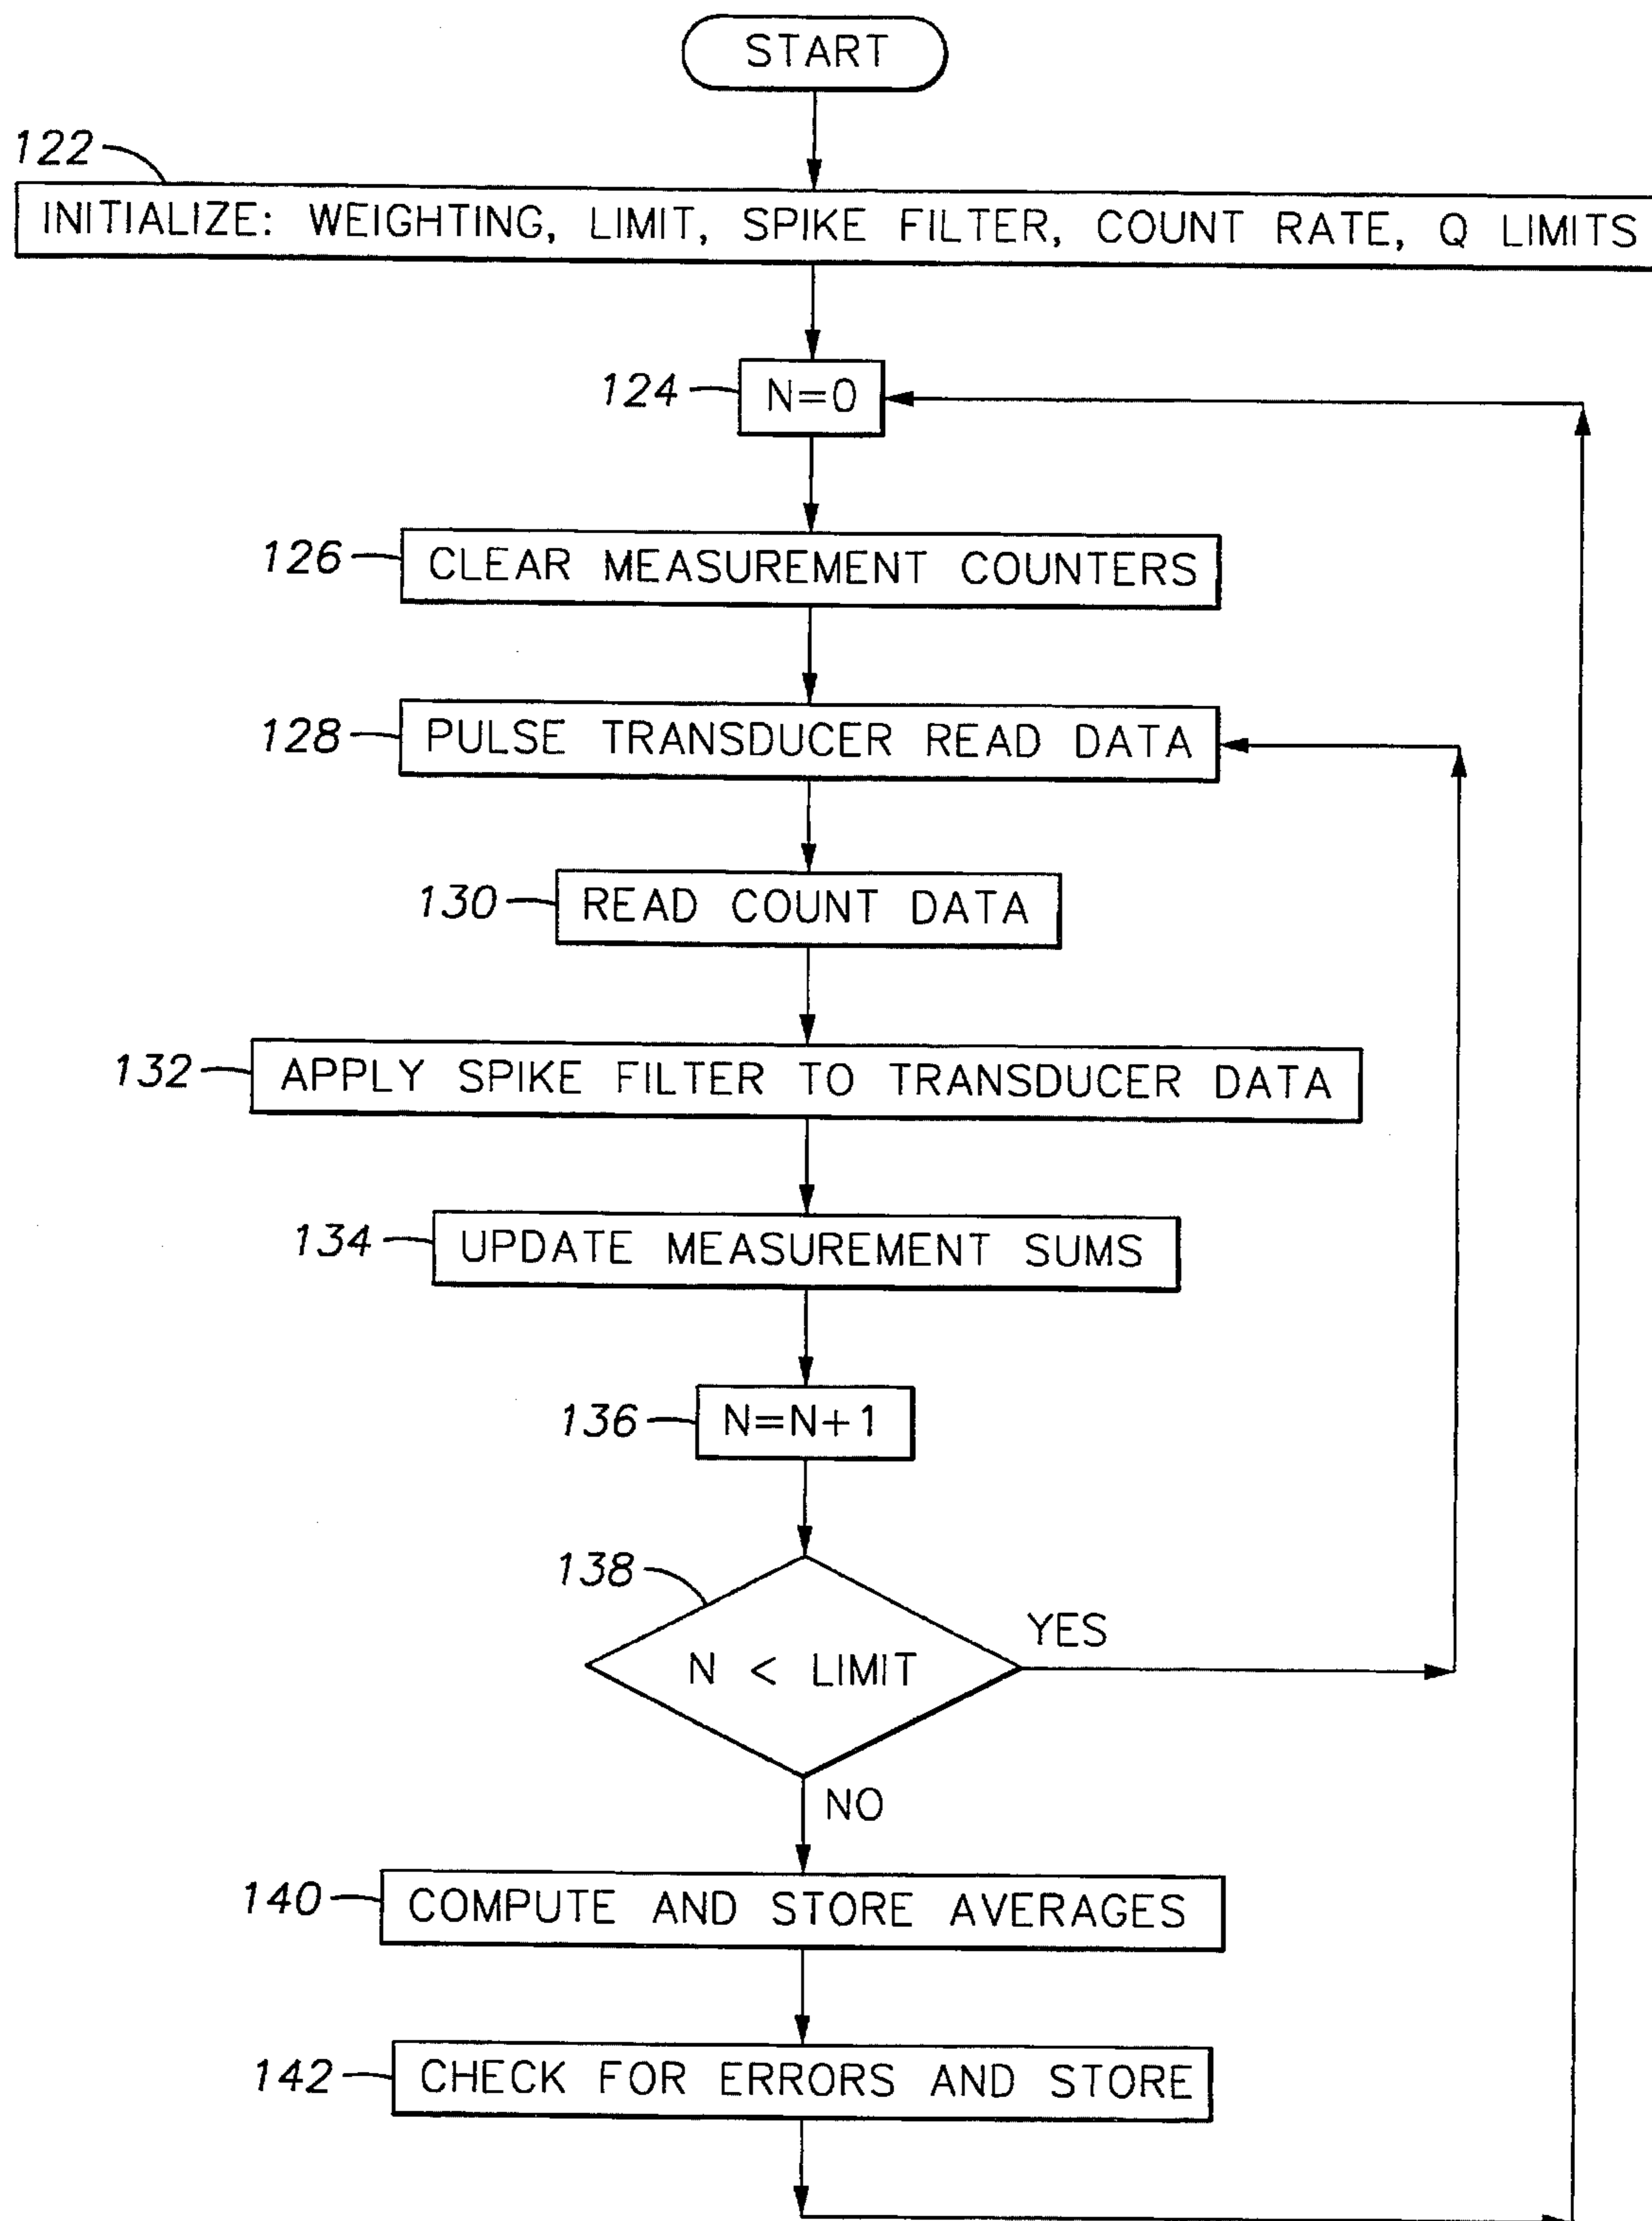 START
122
INITIALIZE: WEIGHTING, LIMIT, SPIKE FILTER, COUNT RATE, Q LIMITS
124
N=0
126
CLEAR MEASUREMENT COUNTERS
128
PULSE TRANSDUCER READ DATA
130
READ COUNT DATA
132
APPLY SPIKE FILTER TO TRANSDUCER DATA
134
UPDATE MEASUREMENT SUMS
136
N=N+1
138
N < LIMIT
YES
NO
140
COMPUTE AND STORE AVERAGES
142
CHECK FOR ERRORS AND STORE